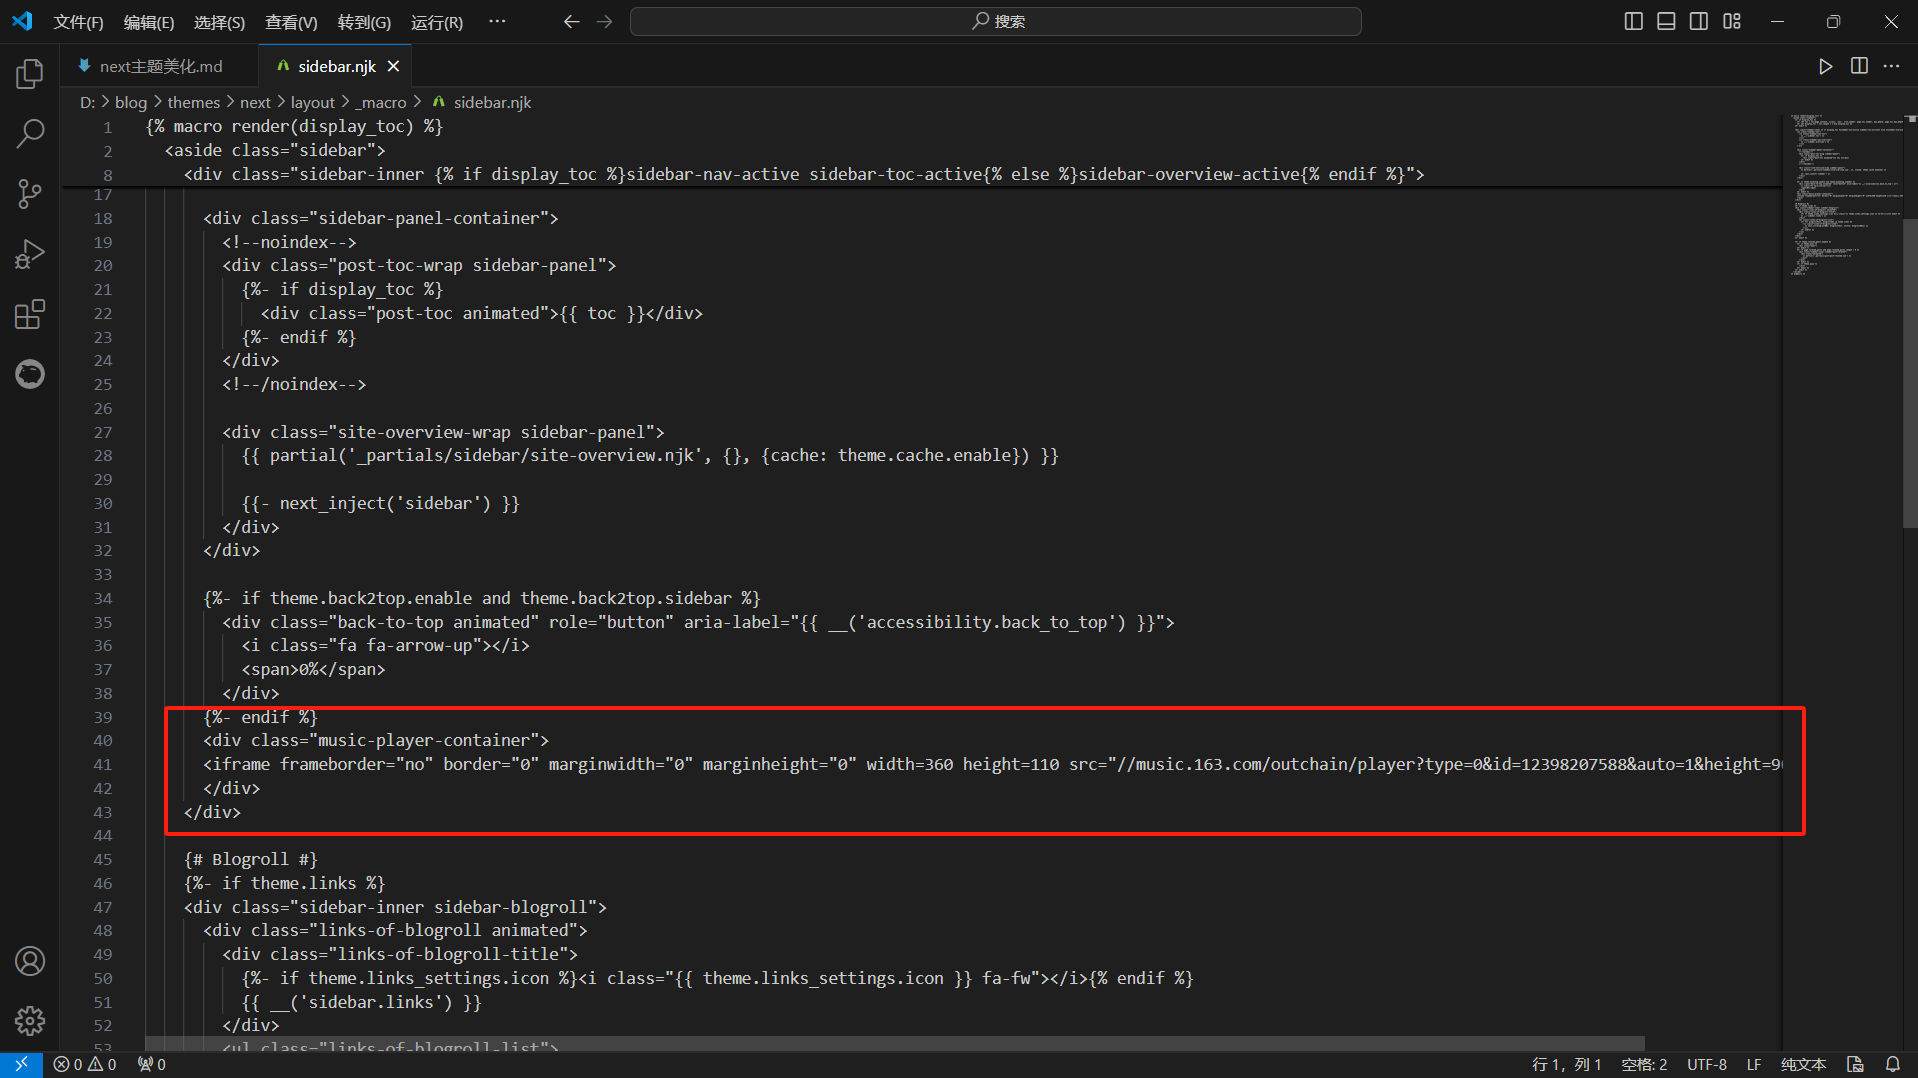 文件(F) 编辑(E) 选择(S) 查看(V) 转到(G) 运行(R) ··· 搜索
next主题美化.md sidebar.njk
D: > blog > themes > next > layout > _macro > sidebar.njk
1 {% macro render(display_toc) %}
2 <aside class="sidebar">
8 <div class="sidebar-inner {% if display_toc %}sidebar-nav-active sidebar-toc-active{% else %}sidebar-overview-active{% endif %}">
17
18 <div class="sidebar-panel-container">
19 <!--noindex-->
20 <div class="post-toc-wrap sidebar-panel">
21 {%- if display_toc %}
22 <div class="post-toc animated">{{ toc }}</div>
23 {%- endif %}
24 </div>
25 <!--/noindex-->
26
27 <div class="site-overview-wrap sidebar-panel">
28 {{ partial('_partials/sidebar/site-overview.njk', {}, {cache: theme.cache.enable}) }}
29
30 {{- next_inject('sidebar') }}
31 </div>
32 </div>
33
34 {%- if theme.back2top.enable and theme.back2top.sidebar %}
35 <div class="back-to-top animated" role="button" aria-label="{{ __('accessibility.back_to_top') }}">
36 <i class="fa fa-arrow-up"></i>
37 <span>0%</span>
38 </div>
39 {%- endif %}
40 <div class="music-player-container">
41 <iframe frameborder="no" border="0" marginwidth="0" marginheight="0" width=360 height=110 src="//music.163.com/outchain/player?type=0&id=12398207588&auto=1&height=9
42 </div>
43 </div>
44
45 {# Blogroll #}
46 {%- if theme.links %}
47 <div class="sidebar-inner sidebar-blogroll">
48 <div class="links-of-blogroll animated">
49 <div class="links-of-blogroll-title">
50 {%- if theme.links_settings.icon %}<i class="{{ theme.links_settings.icon }} fa-fw"></i>{% endif %}
51 {{ __('sidebar.links') }}
52 </div>
53 <ul class="links-of-blogroll-list">
0 0 0 行 1，列 1 空格: 2 UTF-8 LF 纯文本